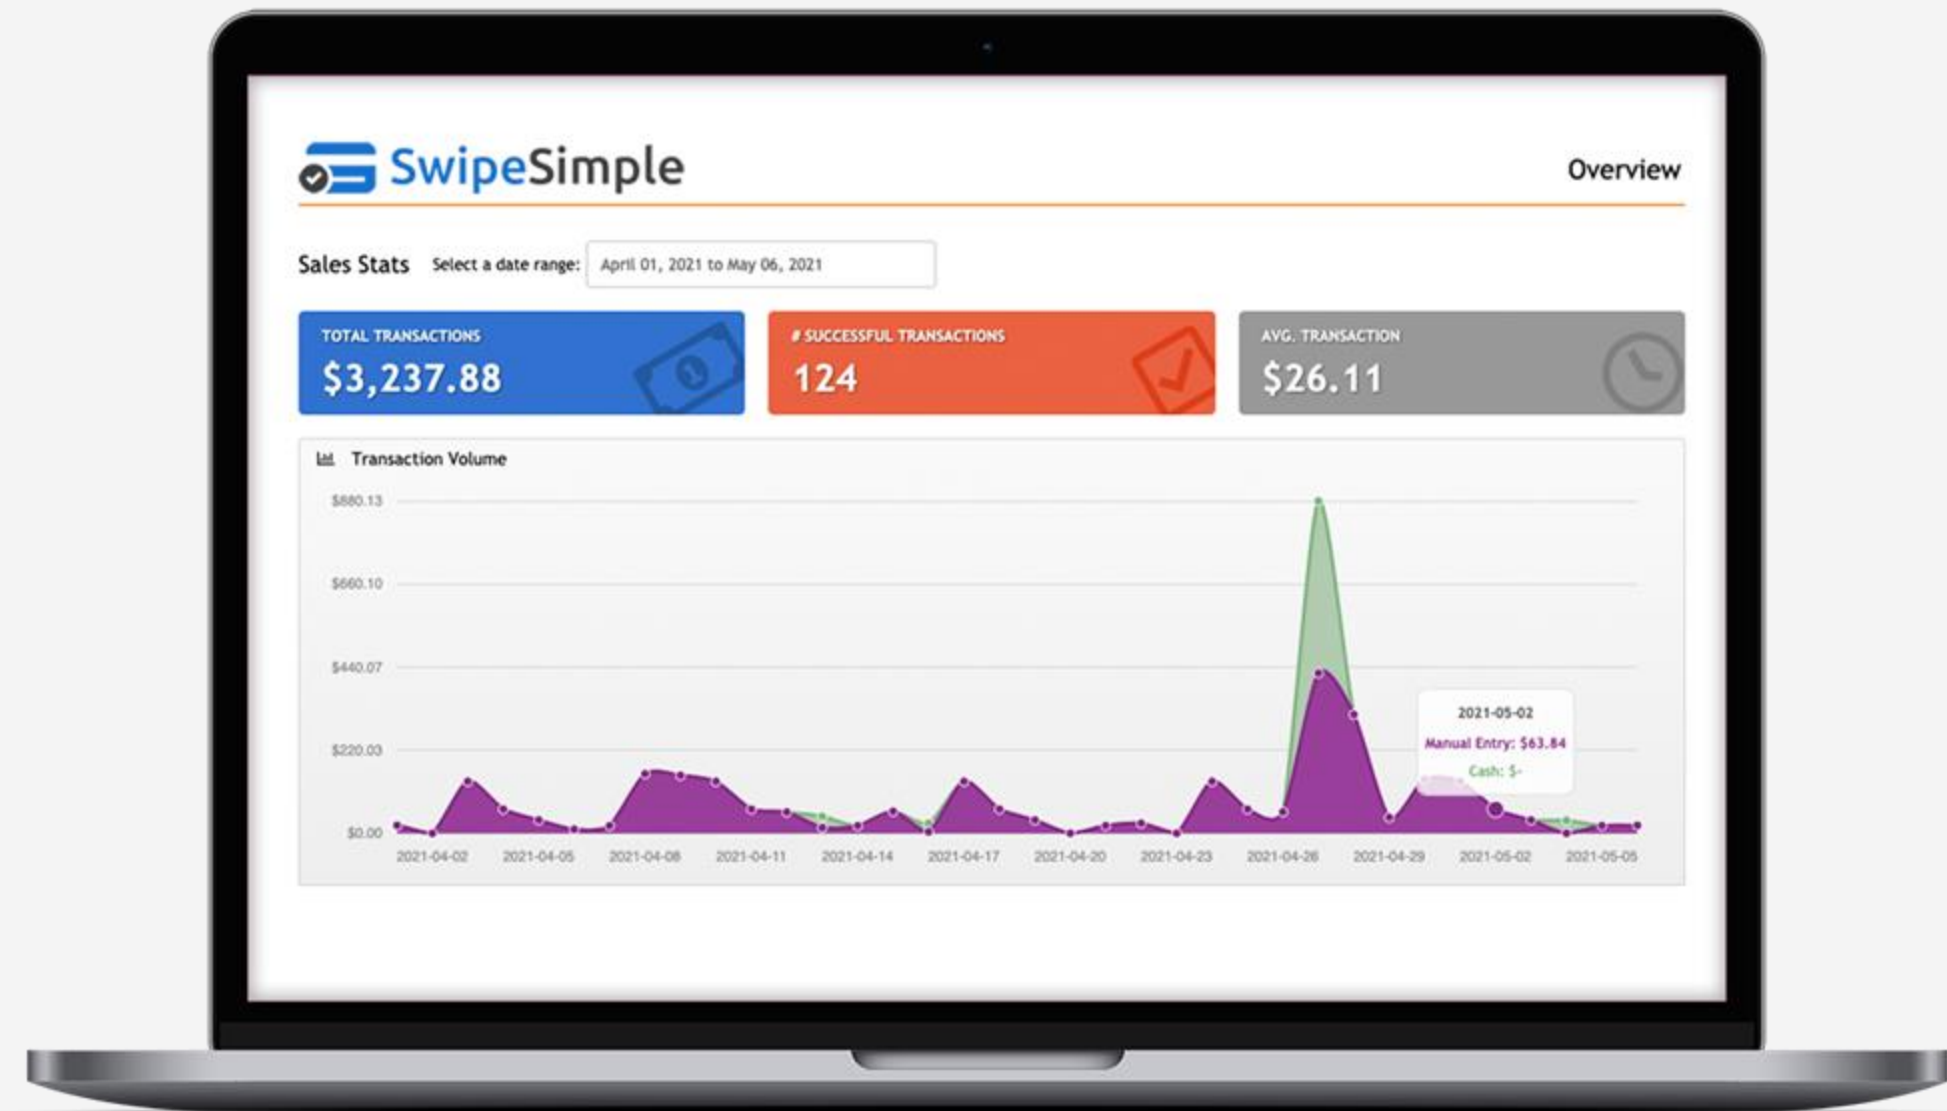 SwipeSimple
Overview
Sales Stats Select a date range: April 01, 2021 to May 06, 2021
TOTAL TRANSACTIONS
$3,237.88
# SUCCESSFUL TRANSACTIONS
124
AVG. TRANSACTION
$26.11
Transaction Volume
$880.13
$660.10
$440.07
$220.03
$0.00
2021-05-02
Manual Entry: $63.84
Cash: $-
2021-04-02 2021-04-05 2021-04-08 2021-04-11 2021-04-14 2021-04-17 2021-04-20 2021-04-23 2021-04-26 2021-04-29 2021-05-02 2021-05-05